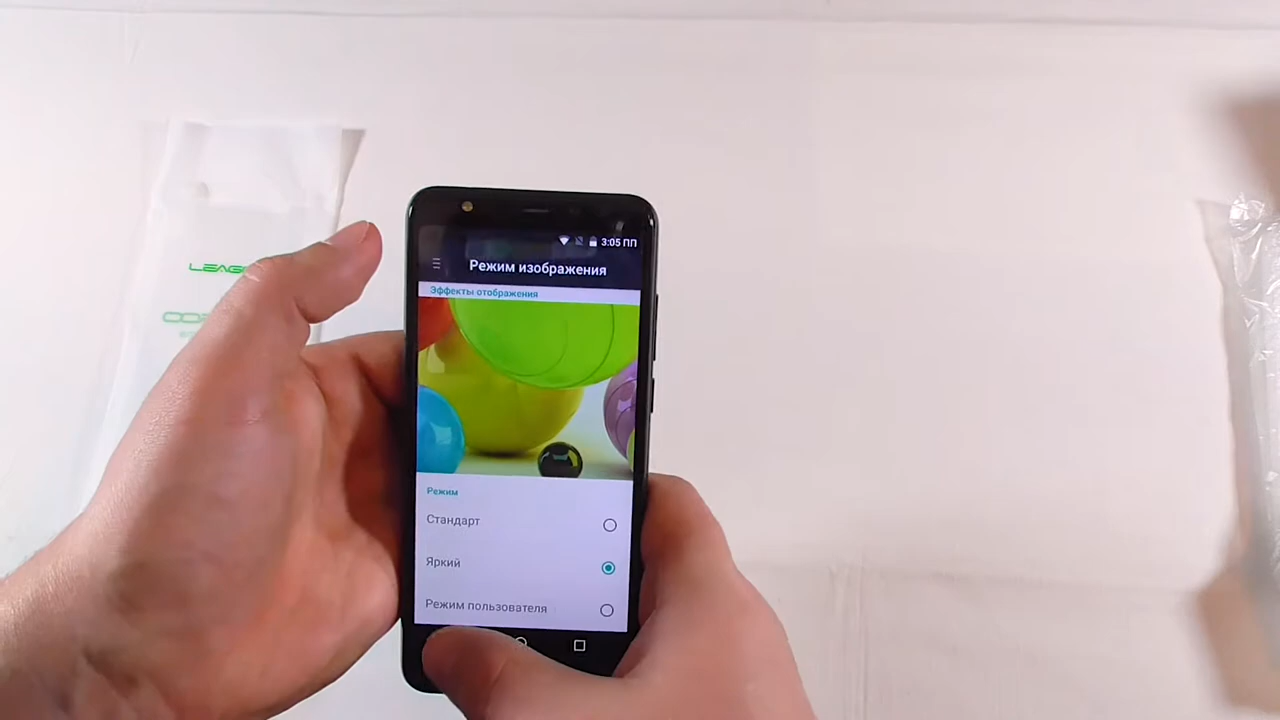 3:05 ПП
Режим изображения
Эффекты отображения
Режим
Стандарт
Яркий
Режим пользователя